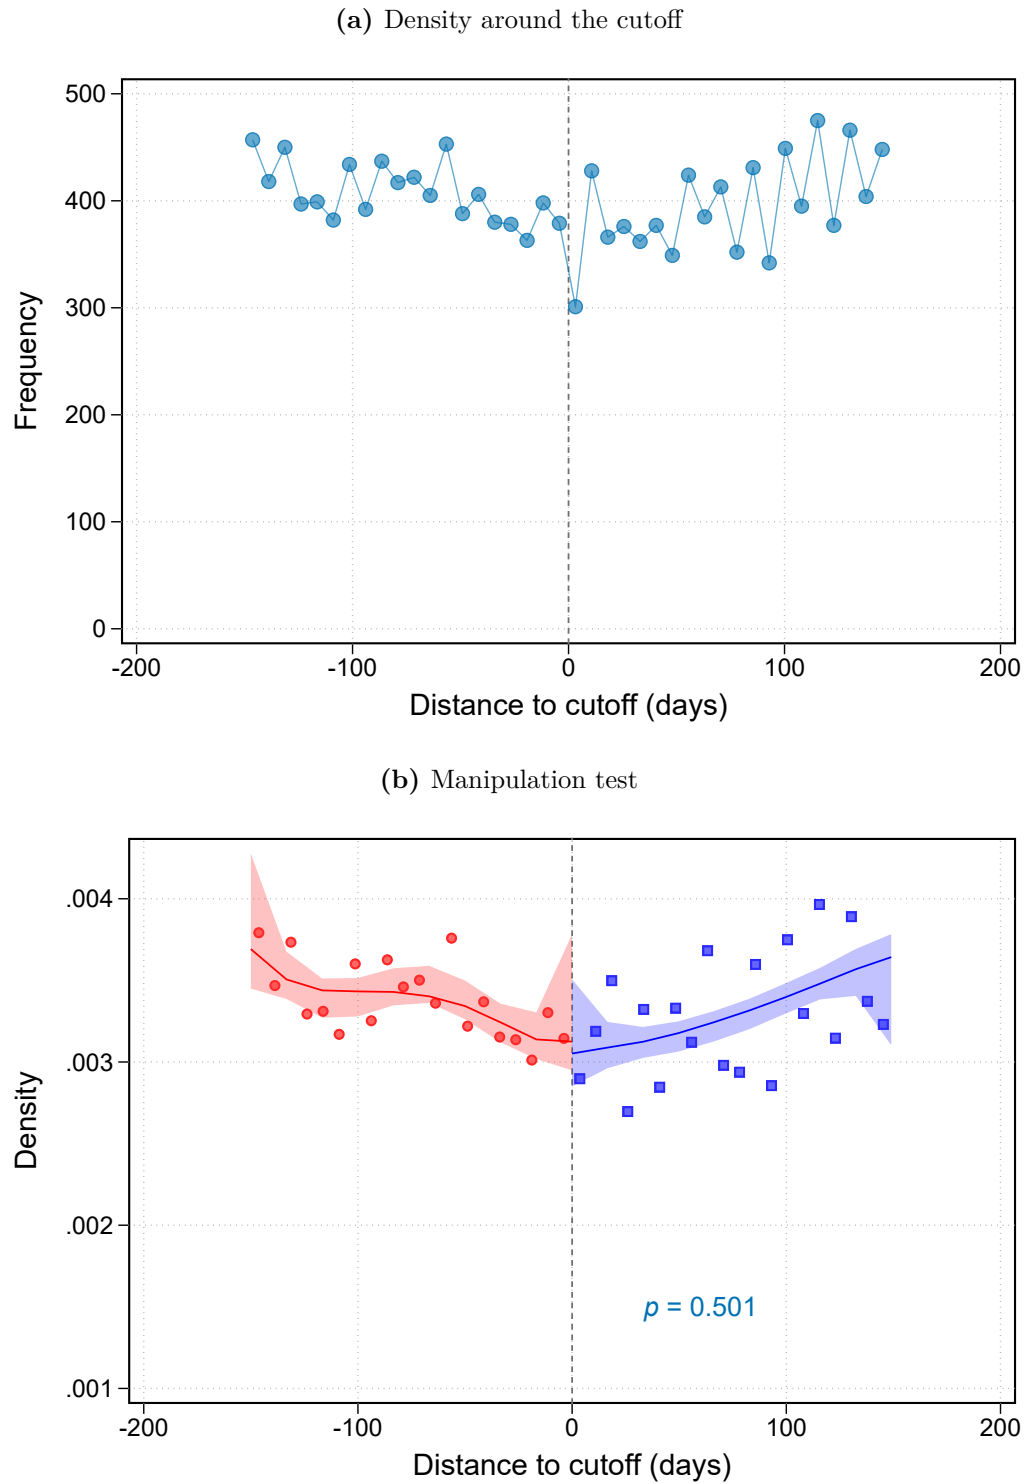 (a) Density around the cutoff
500
400
300
200
100
0
Frequency
-200 -100 0 100 200
Distance to cutoff (days)
(b) Manipulation test
.004
.003
.002
.001
Density
p = 0.501
-200 -100 0 100 200
Distance to cutoff (days)